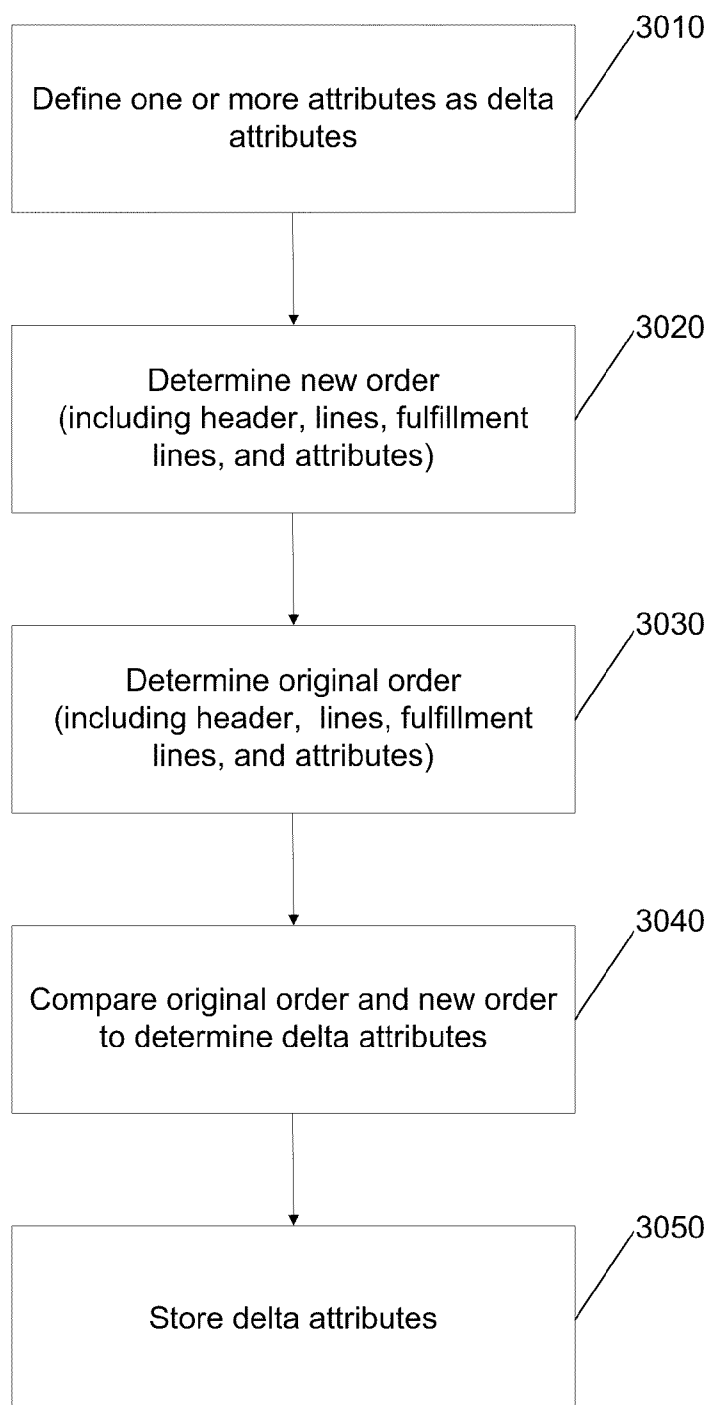 3010
Define one or more attributes as delta
attributes
3020
Determine new order
(including header, lines, fulfillment
lines, and attributes)
3030
Determine original order
(including header,  lines, fulfillment
lines, and attributes)
3040
Compare original order and new order
to determine delta attributes
3050
Store delta attributes